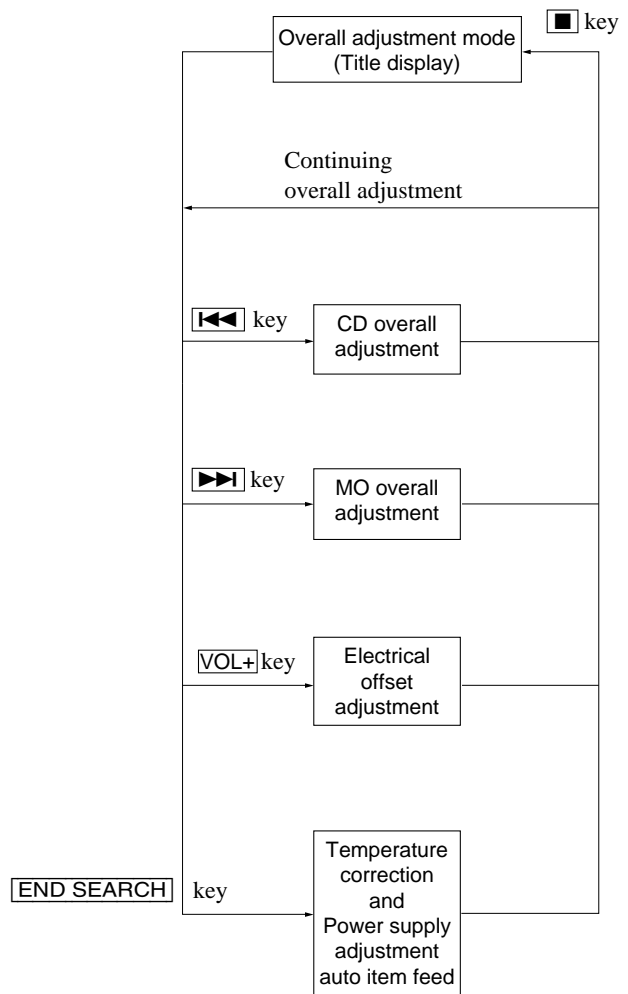 ■ key
Overall adjustment mode
(Title display)
Continuing
overall adjustment
⏮ key
CD overall
adjustment
⏭ key
MO overall
adjustment
VOL+ key
Electrical
offset
adjustment
END SEARCH key
Temperature
correction
and
Power supply
adjustment
auto item feed